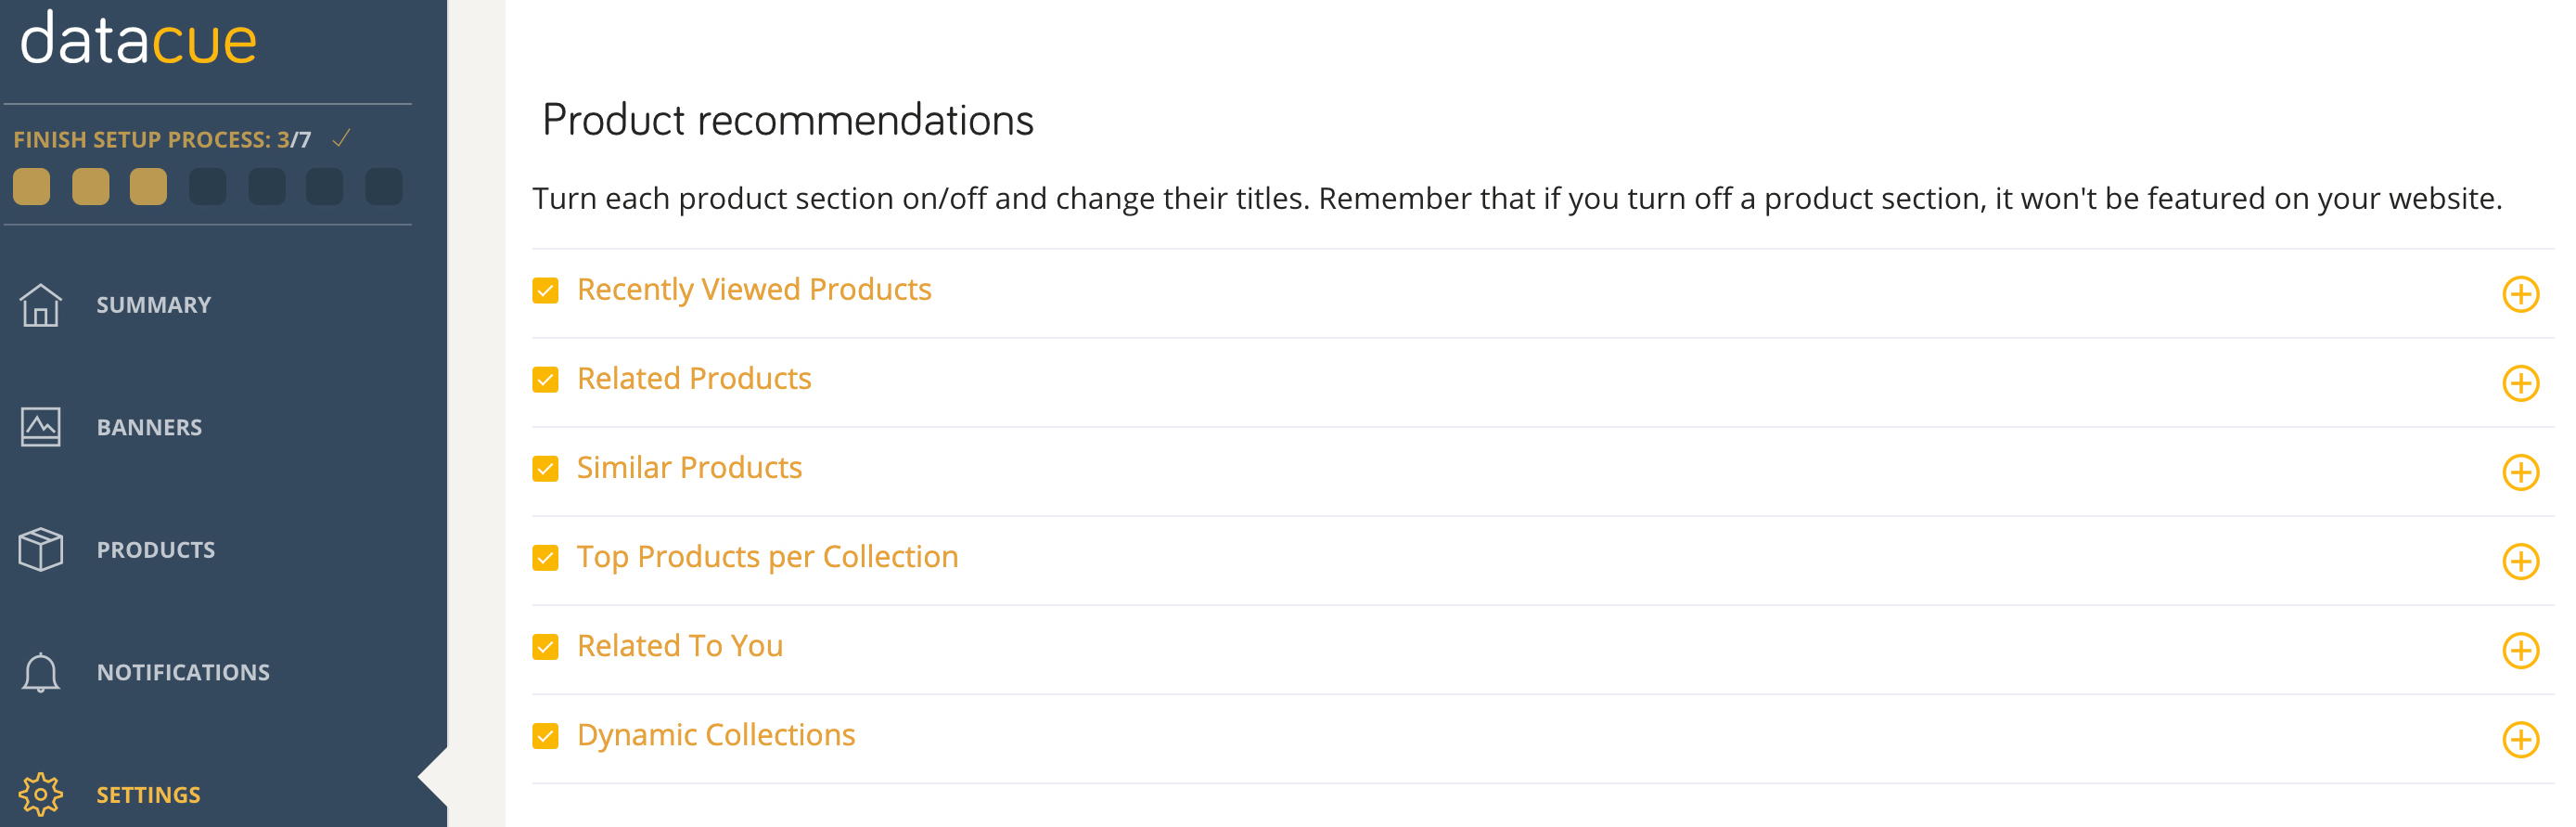 datacue
FINISH SETUP PROCESS: 3/7
SUMMARY
BANNERS
PRODUCTS
NOTIFICATIONS
SETTINGS
Product recommendations
Turn each product section on/off and change their titles. Remember that if you turn off a product section, it won't be featured on your website.
Recently Viewed Products
Related Products
Similar Products
Top Products per Collection
Related To You
Dynamic Collections